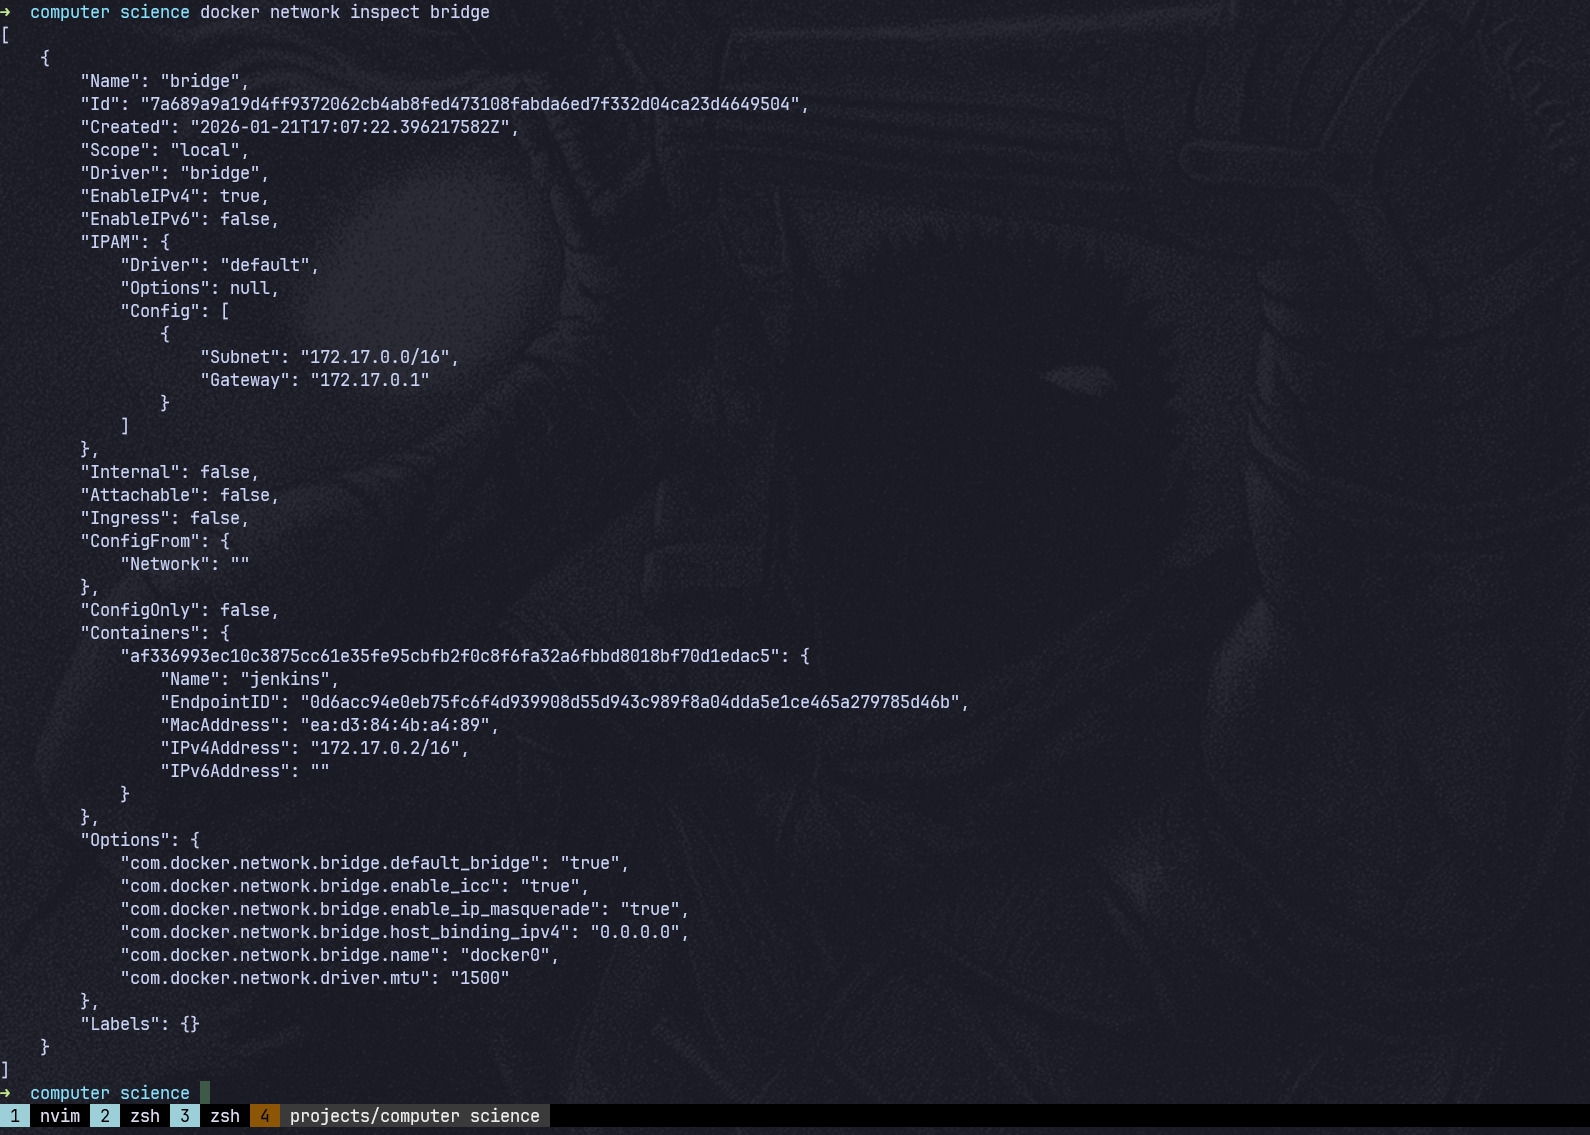 →  computer science docker network inspect bridge
[
    {
        "Name": "bridge",
        "Id": "7a689a9a19d4ff9372062cb4ab8fed473108fabda6ed7f332d04ca23d4649504",
        "Created": "2026-01-21T17:07:22.396217582Z",
        "Scope": "local",
        "Driver": "bridge",
        "EnableIPv4": true,
        "EnableIPv6": false,
        "IPAM": {
            "Driver": "default",
            "Options": null,
            "Config": [
                {
                    "Subnet": "172.17.0.0/16",
                    "Gateway": "172.17.0.1"
                }
            ]
        },
        "Internal": false,
        "Attachable": false,
        "Ingress": false,
        "ConfigFrom": {
            "Network": ""
        },
        "ConfigOnly": false,
        "Containers": {
            "af336993ec10c3875cc61e35fe95cbfb2f0c8f6fa32a6fbbd8018bf70d1edac5": {
                "Name": "jenkins",
                "EndpointID": "0d6acc94e0eb75fc6f4d939908d55d943c989f8a04dda5e1ce465a279785d46b",
                "MacAddress": "ea:d3:84:4b:a4:89",
                "IPv4Address": "172.17.0.2/16",
                "IPv6Address": ""
            }
        },
        "Options": {
            "com.docker.network.bridge.default_bridge": "true",
            "com.docker.network.bridge.enable_icc": "true",
            "com.docker.network.bridge.enable_ip_masquerade": "true",
            "com.docker.network.bridge.host_binding_ipv4": "0.0.0.0",
            "com.docker.network.bridge.name": "docker0",
            "com.docker.network.driver.mtu": "1500"
        },
        "Labels": {}
    }
]
→  computer science
1 nvim 2 zsh 3 zsh 4 projects/computer science